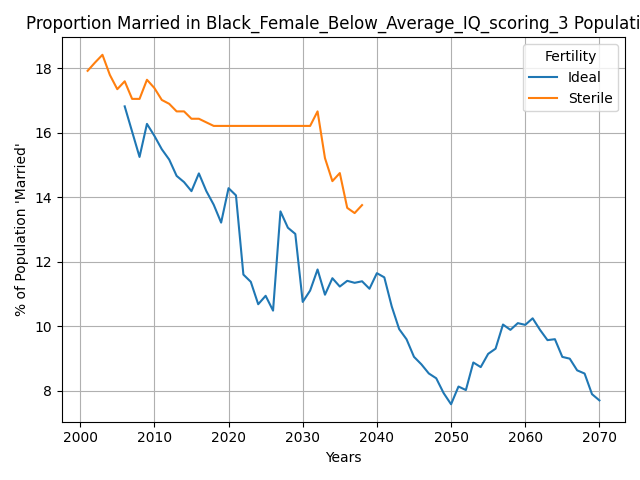 Proportion Married in Black_Female_Below_Average_IQ_scoring_3 Populati
Fertility
Ideal
Sterile
% of Population 'Married'
18
16
14
12
10
8
2000 2010 2020 2030 2040 2050 2060 2070
Years